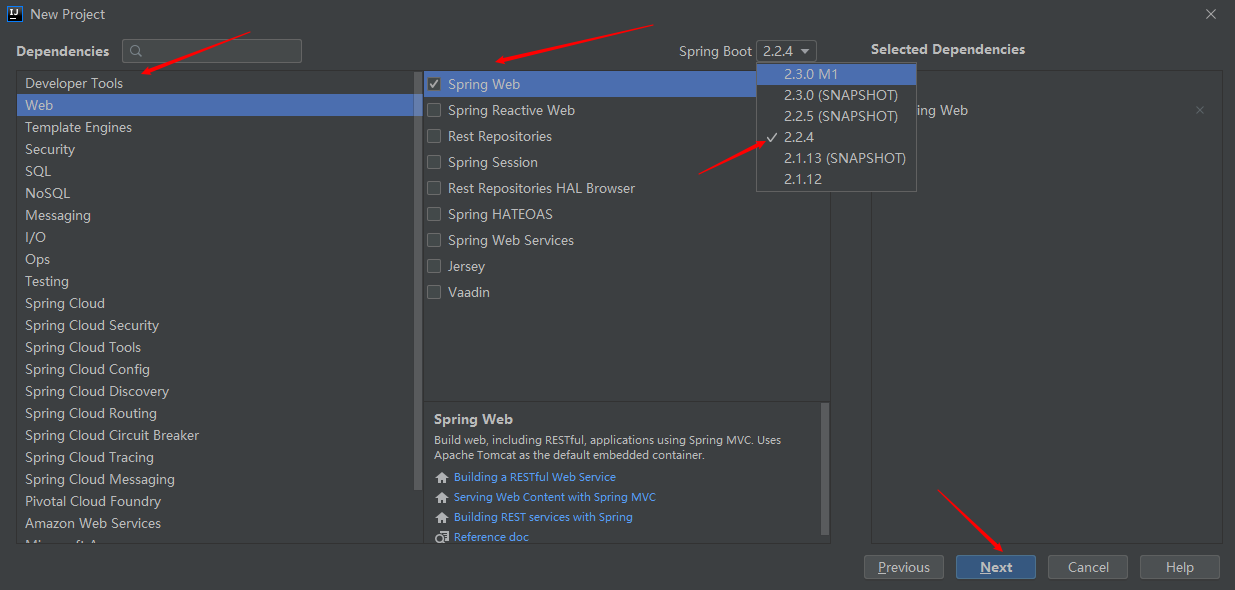 IJ
New Project
Dependencies
Spring Boot 2.2.4
Selected Dependencies
Developer Tools
Web
Template Engines
Security
SQL
NoSQL
Messaging
I/O
Ops
Testing
Spring Cloud
Spring Cloud Security
Spring Cloud Tools
Spring Cloud Config
Spring Cloud Discovery
Spring Cloud Routing
Spring Cloud Circuit Breaker
Spring Cloud Tracing
Spring Cloud Messaging
Pivotal Cloud Foundry
Amazon Web Services
Spring Web
Spring Reactive Web
Rest Repositories
Spring Session
Rest Repositories HAL Browser
Spring HATEOAS
Spring Web Services
Jersey
Vaadin
2.3.0 M1
2.3.0 (SNAPSHOT)
2.2.5 (SNAPSHOT)
2.2.4
2.1.13 (SNAPSHOT)
2.1.12
ing Web
Spring Web
Build web, including RESTful, applications using Spring MVC. Uses
Apache Tomcat as the default embedded container.
Building a RESTful Web Service
Serving Web Content with Spring MVC
Building REST services with Spring
Reference doc
Previous
Next
Cancel
Help